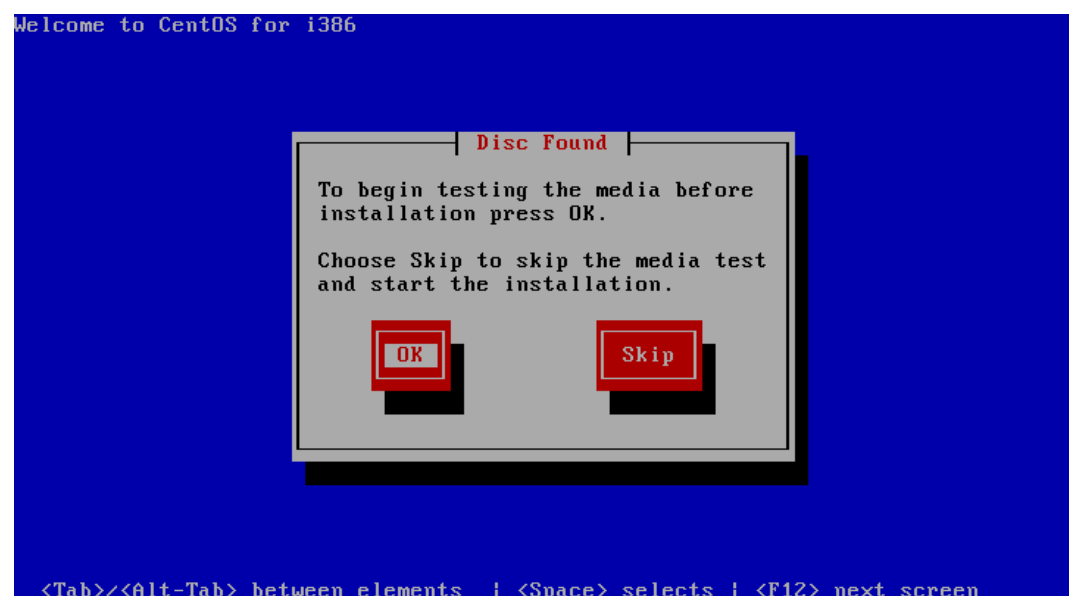 Welcome to CentOS for i386
Disc Found
To begin testing the media before
installation press OK.
Choose Skip to skip the media test
and start the installation.
OK Skip
<Tab>/<Alt-Tab> between elements | <Space> selects | <F12> next screen